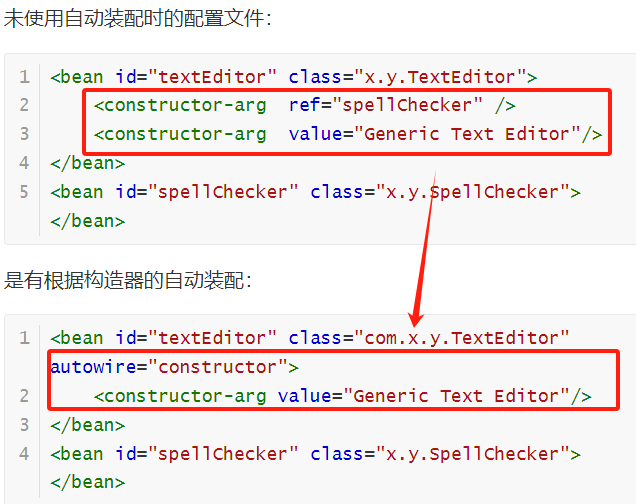 未使用自动装配时的配置文件：
1 <bean id="textEditor" class="x.y.TextEditor">
2 <constructor-arg  ref="spellChecker" />
3 <constructor-arg  value="Generic Text Editor"/>
4 </bean>
5 <bean id="spellChecker" class="x.y.SpellChecker">
</bean>
是有根据构造器的自动装配：
1 <bean id="textEditor" class="com.x.y.TextEditor"
autowire="constructor">
2 <constructor-arg value="Generic Text Editor"/>
3 </bean>
4 <bean id="spellChecker" class="x.y.SpellChecker">
</bean>